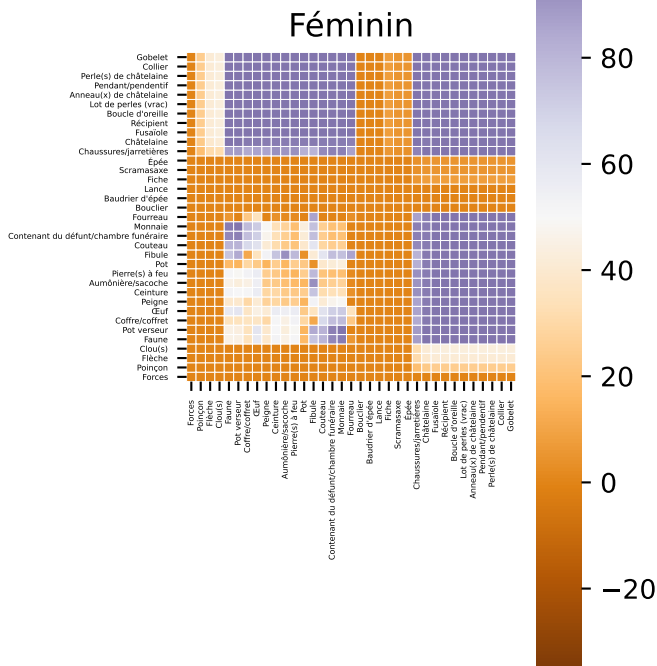 Féminin
Gobelet
Collier
Perle(s) de châtelaine
Pendant/pendentif
Anneau(x) de châtelaine
Lot de perles (vrac)
Boucle d'oreille
Récipient
Fusaïole
Châtelaine
Chaussures/jarretières
Épée
Scramasaxe
Fiche
Lance
Baudrier d'épée
Bouclier
Fourreau
Monnaie
Contenant du défunt/chambre funéraire
Couteau
Fibule
Pot
Pierre(s) à feu
Aumônière/sacoche
Ceinture
Peigne
Œuf
Coffre/coffret
Pot verseur
Faune
Clou(s)
Flèche
Poinçon
Forces
Forces
Poinçon
Flèche
Clou(s)
Faune
Pot verseur
Coffre/coffret
Œuf
Peigne
Ceinture
Aumônière/sacoche
Pierre(s) à feu
Pot
Fibule
Couteau
Contenant du défunt/chambre funéraire
Monnaie
Fourreau
Bouclier
Baudrier d'épée
Lance
Fiche
Scramasaxe
Épée
Chaussures/jarretières
Châtelaine
Fusaïole
Récipient
Boucle d'oreille
Lot de perles (vrac)
Anneau(x) de châtelaine
Pendant/pendentif
Perle(s) de châtelaine
Collier
Gobelet
80
60
40
20
0
−20